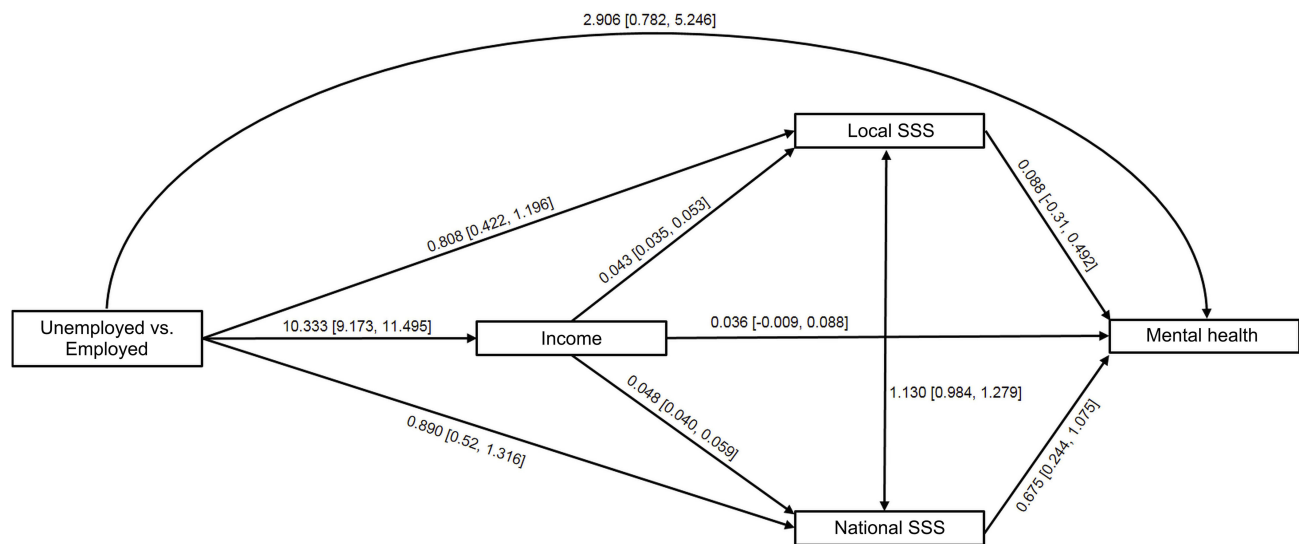 2.906 [0.782, 5.246]
Local SSS
0.808 [0.422, 1.196]
0.043 [0.035, 0.053]
0.088 [-0.31, 0.492]
Unemployed vs.
Employed
10.333 [9.173, 11.495]
Income
0.036 [-0.009, 0.088]
Mental health
0.890 [0.52, 1.316]
0.048 [0.040, 0.059]
1.130 [0.984, 1.279]
0.675 [0.244, 1.075]
National SSS